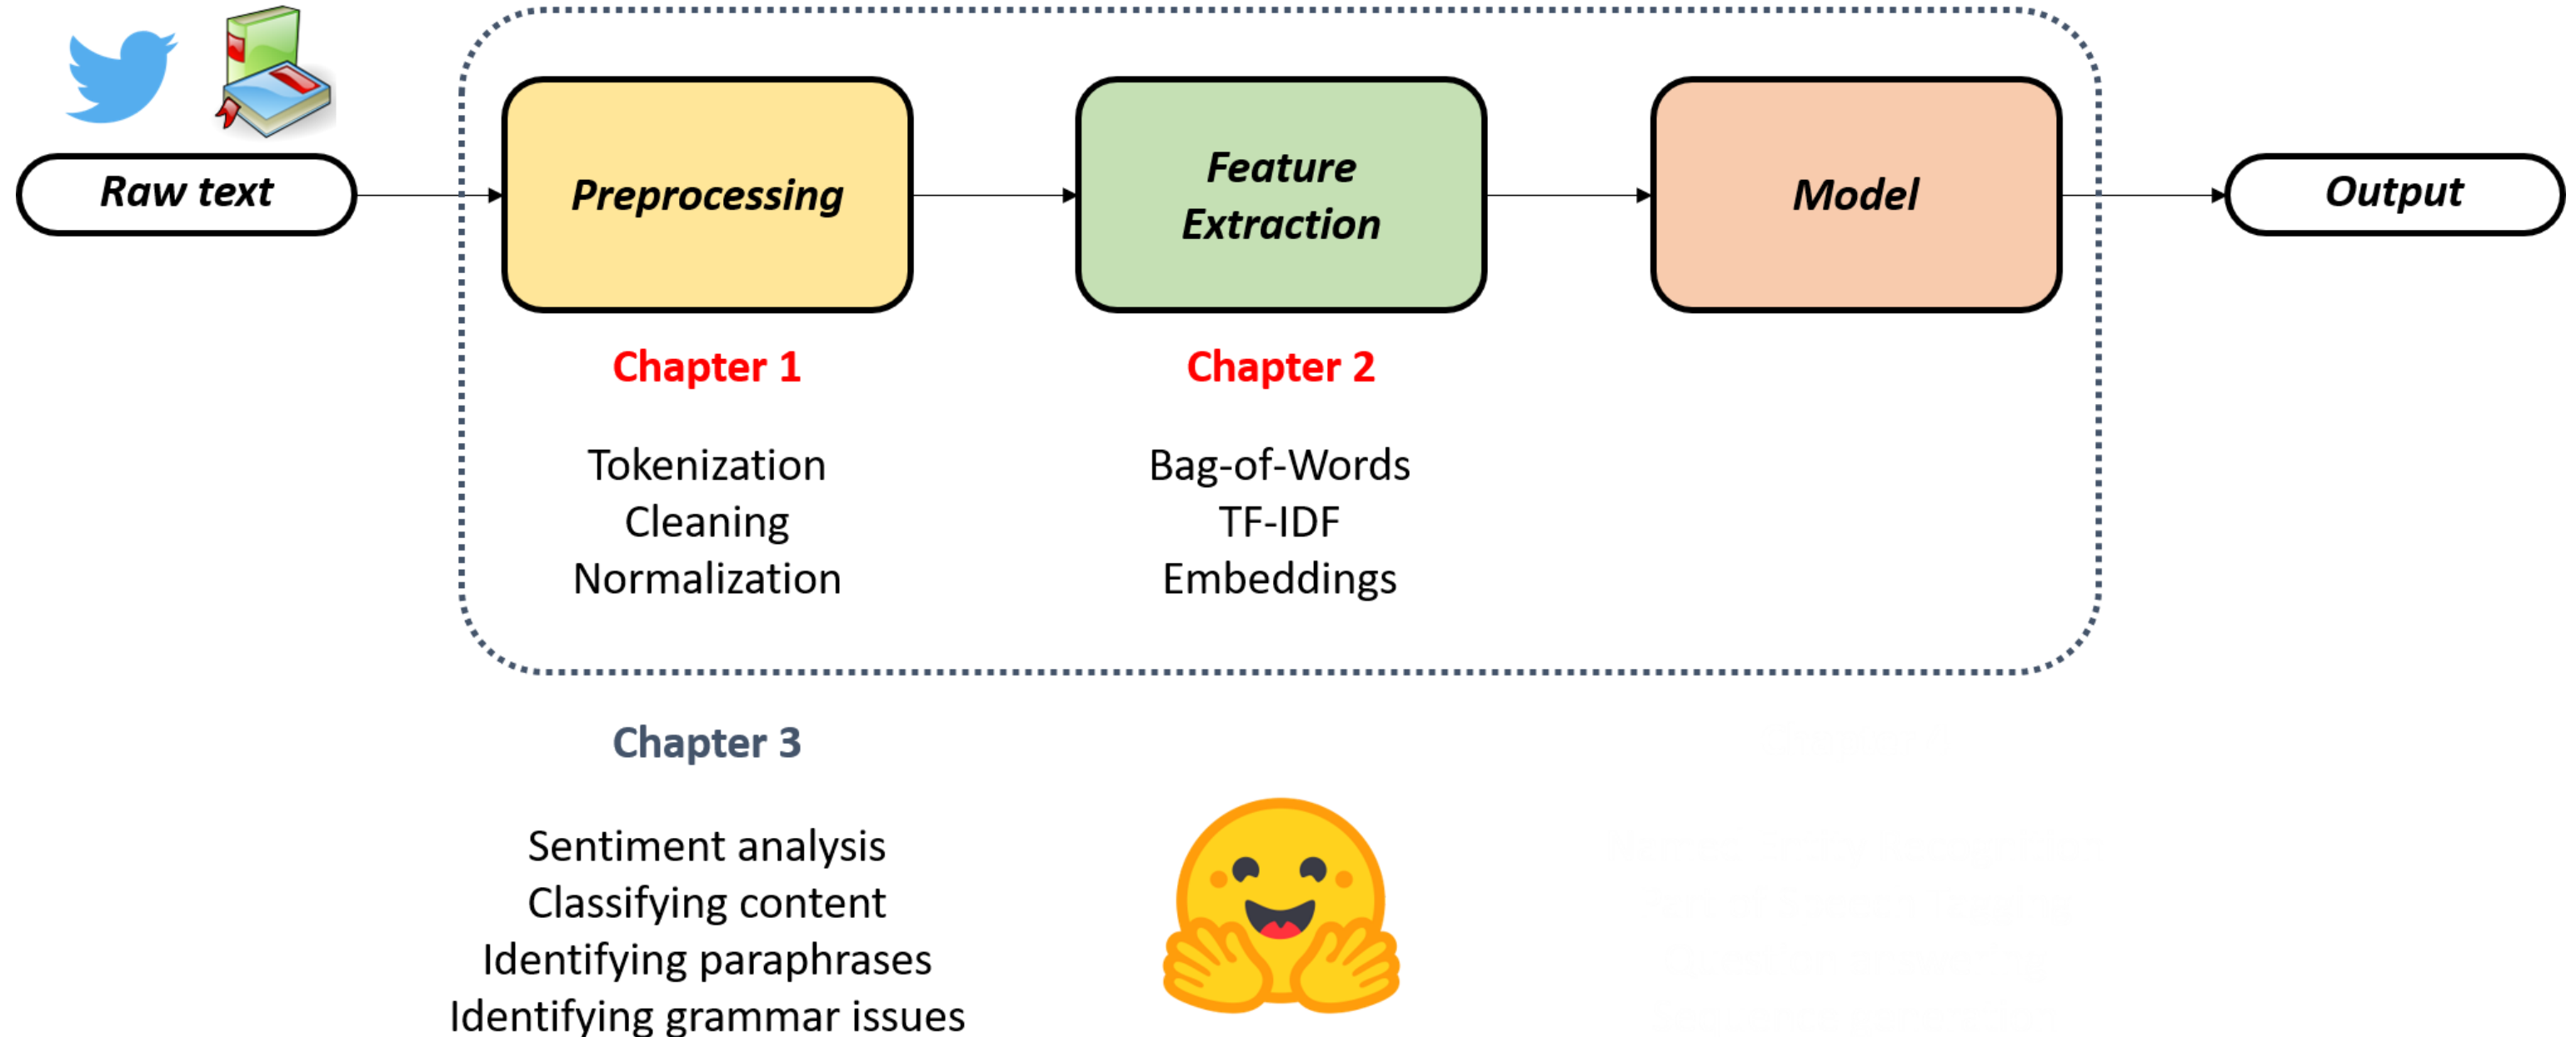 Raw text
Preprocessing
Feature
Extraction
Model
Output
Chapter 1
Chapter 2
Tokenization
Cleaning
Normalization
Bag-of-Words
TF-IDF
Embeddings
Chapter 3
Sentiment analysis
Classifying content
Identifying paraphrases
Identifying grammar issues